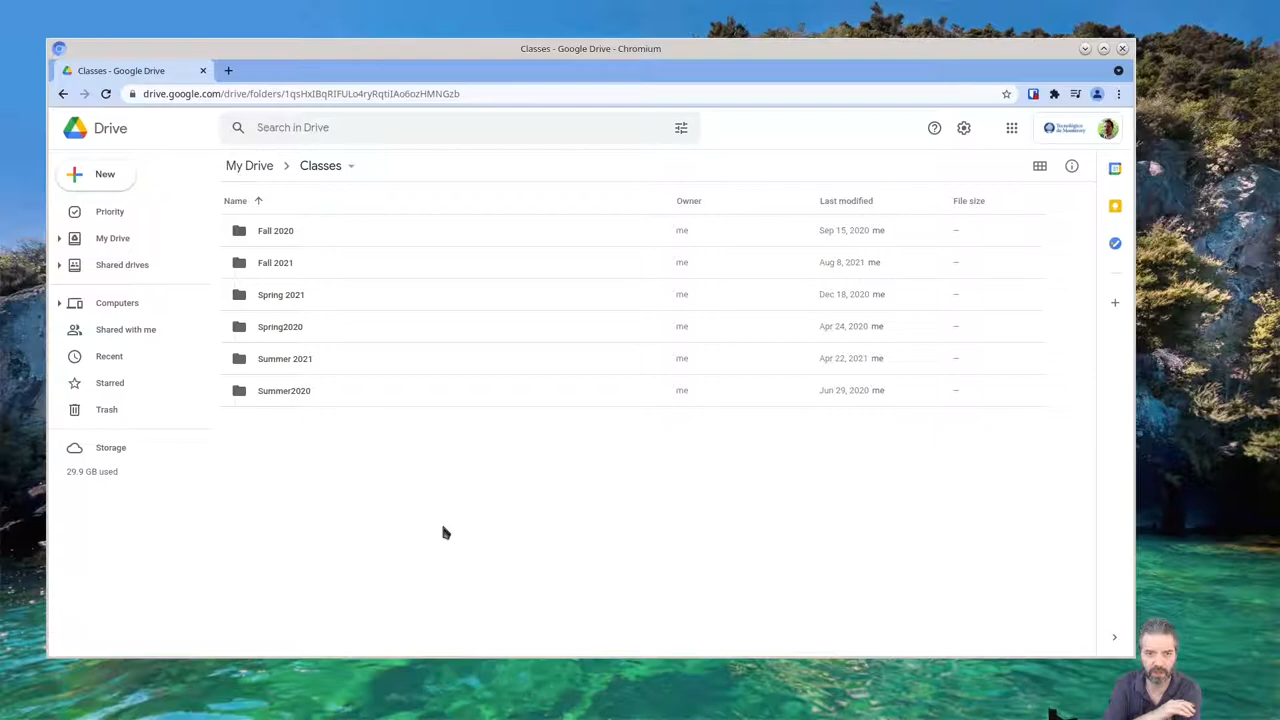 Classes - Google Drive - Chromium
Classes - Google Drive
drive.google.com/drive/folders/1qsHxIBqRIFULo4ryRqtiIAo6ozHMNGzb
Drive
Search in Drive
Tecnológico de Monterrey
New
My Drive > Classes
Priority
My Drive
Shared drives
Computers
Shared with me
Recent
Starred
Trash
Storage
29.9 GB used
Name Owner Last modified File size
Fall 2020 me Sep 15, 2020 me –
Fall 2021 me Aug 8, 2021 me –
Spring 2021 me Dec 18, 2020 me –
Spring2020 me Apr 24, 2020 me –
Summer 2021 me Apr 22, 2021 me –
Summer2020 me Jun 29, 2020 me –